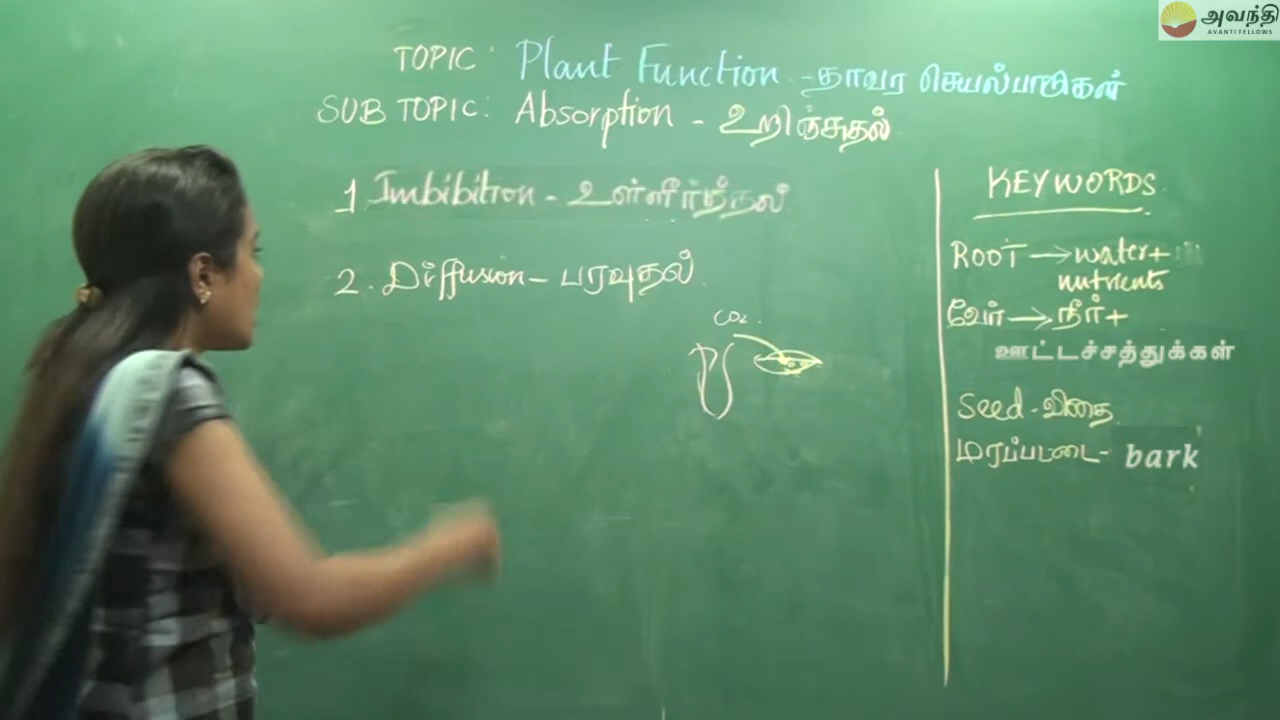 அவந்தி
AVANTI FELLOWS
TOPIC: Plant Function - தாவர செயல்பாடுகள்
SUB TOPIC: Absorption - உறிஞ்சுதல்
1. Imbibition - உள்ளீர்த்தல்
2. Diffusion - பரவுதல்
CO₂
KEYWORDS
ROOT → water + nutrients
வேர் → நீர் +
ஊட்டச்சத்துக்கள்
Seed - விதை
மரப்பட்டை - bark